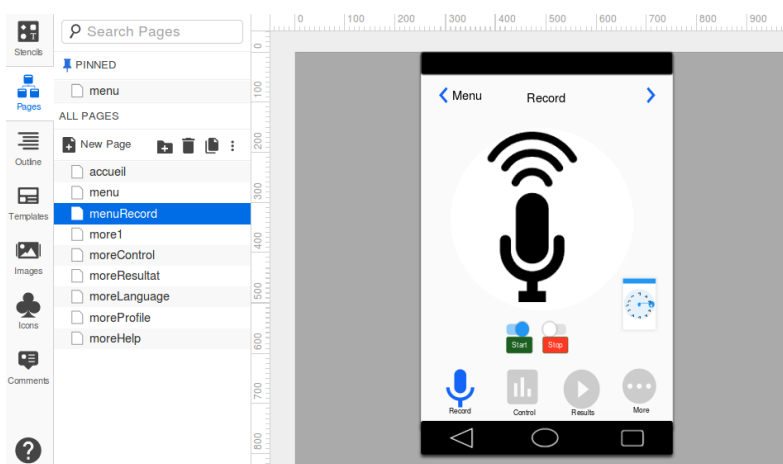 0 100 200 300 400 500 600 700 800 900
Search Pages
Stencils
0
PINNED
menu
100
Pages
Menu
Record
ALL PAGES
New Page
200
Outline
accueil
menu
300
Templates
menuRecord
more1
400
moreControl
Images
moreResultat
moreLanguage
500
Icons
moreProfile
moreHelp
600
Start
Stop
Comments
700
Record
Control
Results
More
800
?